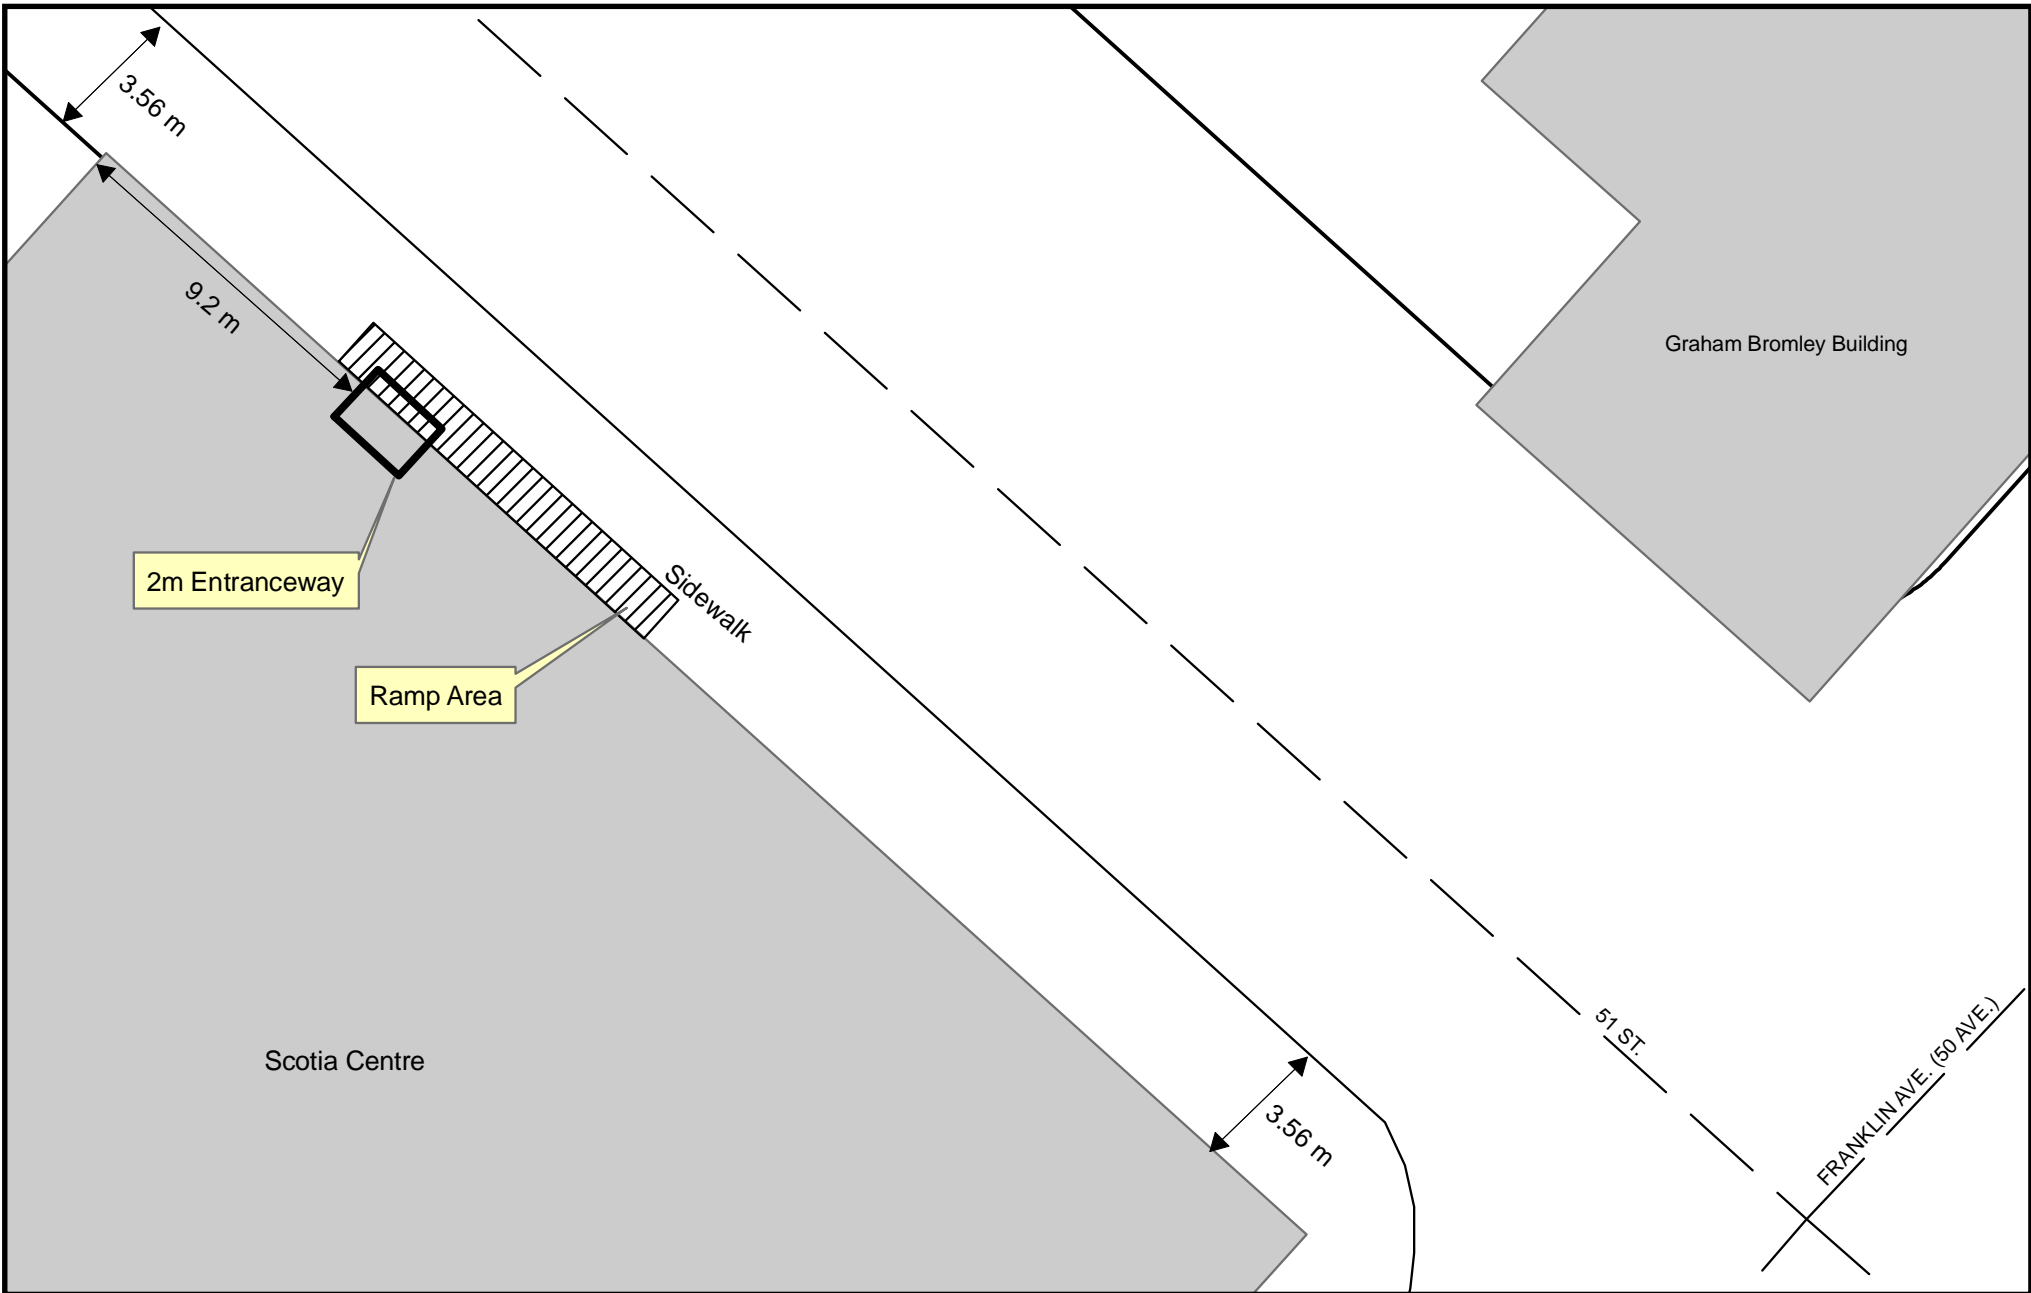 3.56 m
9.2 m
Graham Bromley Building
2m Entranceway
Sidewalk
Ramp Area
Scotia Centre
51 ST.
FRANKLIN AVE. (50 AVE.)
3.56 m